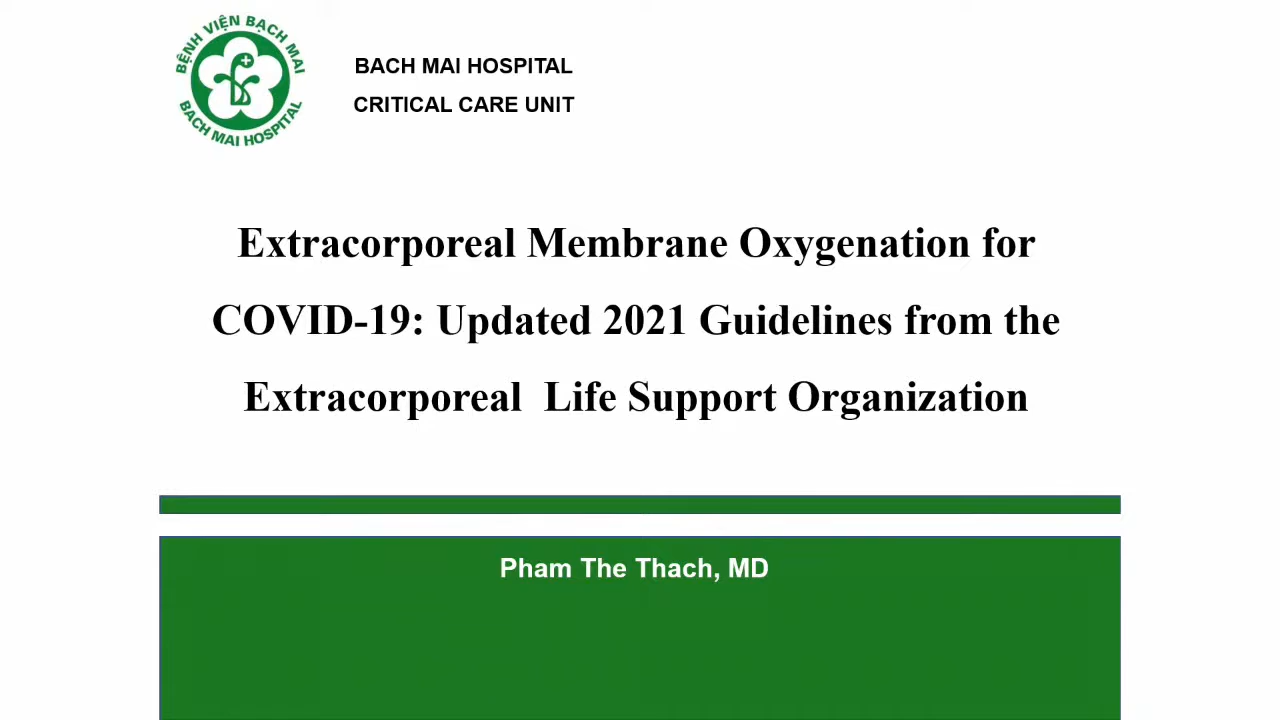 BỆNH VIỆN BẠCH MAI
BACH MAI HOSPITAL
BACH MAI HOSPITAL
CRITICAL CARE UNIT
Extracorporeal Membrane Oxygenation for
COVID-19: Updated 2021 Guidelines from the
Extracorporeal Life Support Organization
Pham The Thach, MD